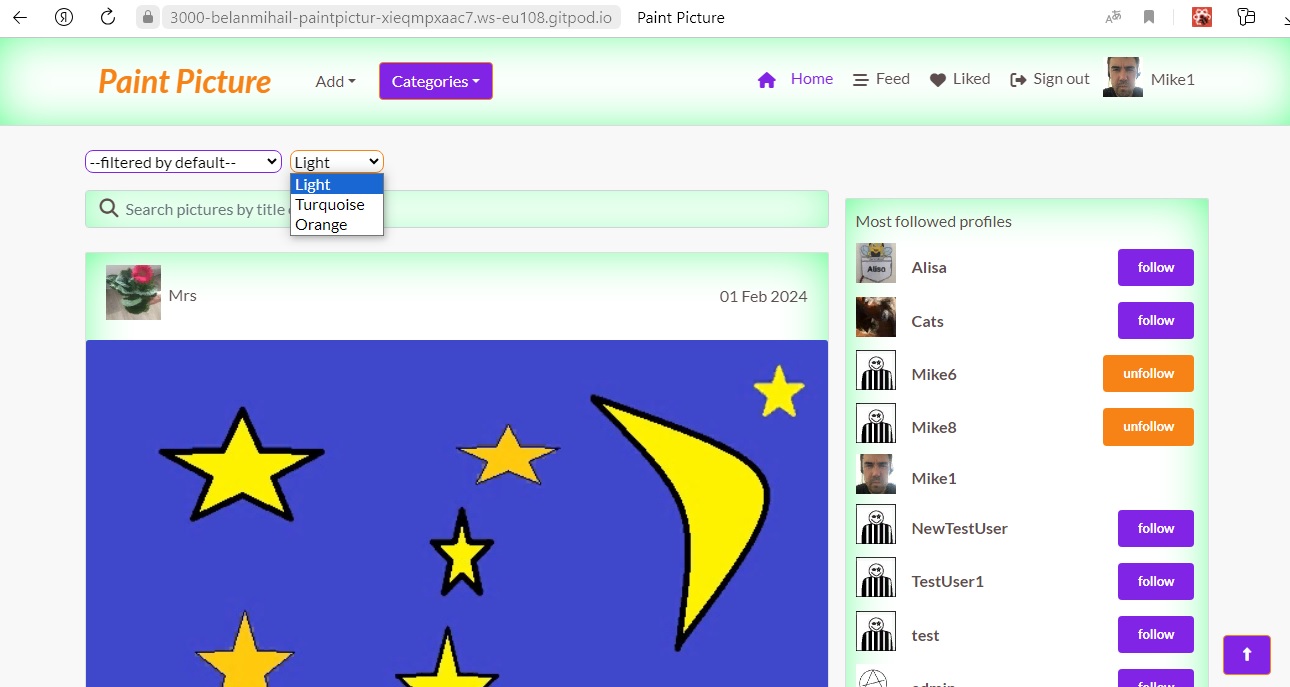 3000-belanmihail-paintpictur-xieqmpxaac7.ws-eu108.gitpod.io Paint Picture
Paint Picture Add Categories Home Feed Liked Sign out Mike1
--filtered by default-- Light
Light
Turquoise
Orange
Search pictures by title
Mrs 01 Feb 2024
Most followed profiles
Alisa follow
Cats follow
Mike6 unfollow
Mike8 unfollow
Mike1
NewTestUser follow
TestUser1 follow
test follow
admin follow